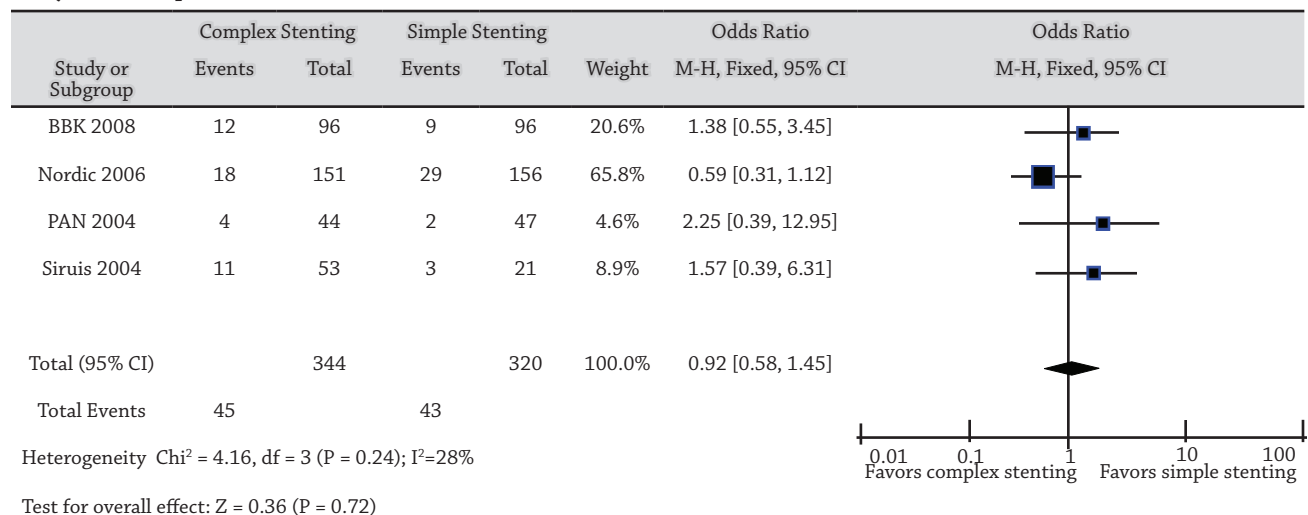 Complex Stenting Simple Stenting Odds Ratio Odds Ratio
Study or Subgroup Events Total Events Total Weight M-H, Fixed, 95% CI M-H, Fixed, 95% CI
BBK 2008 12 96 9 96 20.6% 1.38 [0.55, 3.45]
Nordic 2006 18 151 29 156 65.8% 0.59 [0.31, 1.12]
PAN 2004 4 44 2 47 4.6% 2.25 [0.39, 12.95]
Siruis 2004 11 53 3 21 8.9% 1.57 [0.39, 6.31]
Total (95% CI) 344 320 100.0% 0.92 [0.58, 1.45]
Total Events 45 43
Heterogeneity Chi² = 4.16, df = 3 (P = 0.24); I²=28%
0.01 0.1 1 10 100
Favors complex stenting Favors simple stenting
Test for overall effect: Z = 0.36 (P = 0.72)